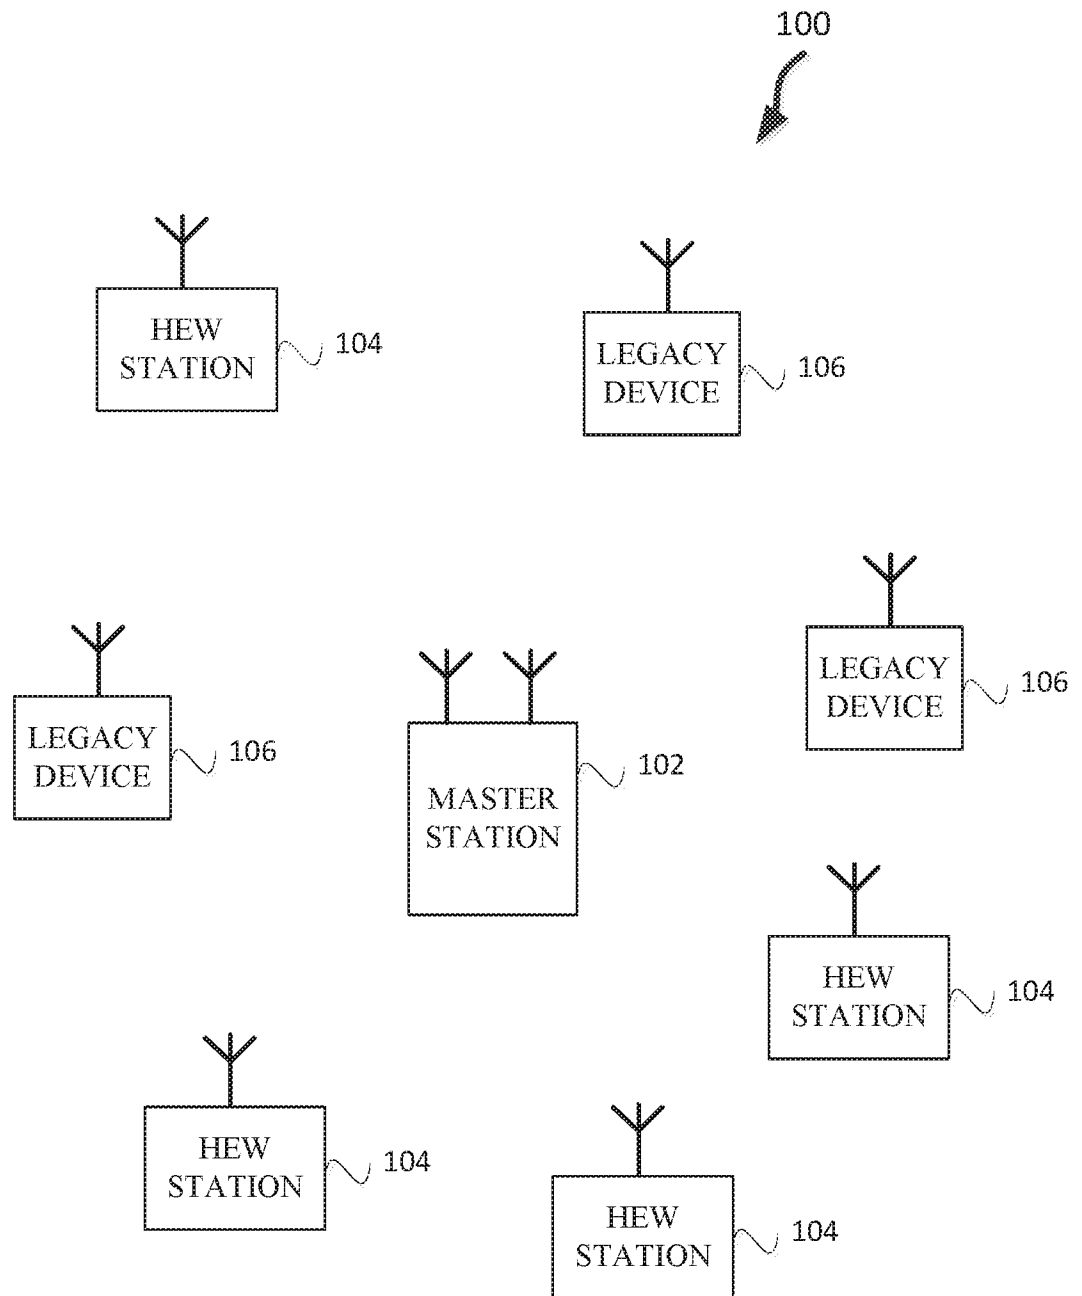 100
HEW
STATION
104
LEGACY
DEVICE
106
LEGACY
DEVICE
106
LEGACY
DEVICE
106
MASTER
STATION
102
HEW
STATION
104
HEW
STATION
104
HEW
STATION
104